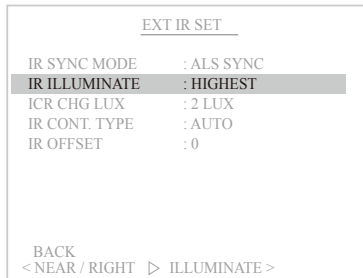 EXT IR SET
IR SYNC MODE : ALS SYNC
IR ILLUMINATE : HIGHEST
ICR CHG LUX : 2 LUX
IR CONT. TYPE : AUTO
IR OFFSET : 0
BACK
< NEAR / RIGHT ▷ ILLUMINATE >